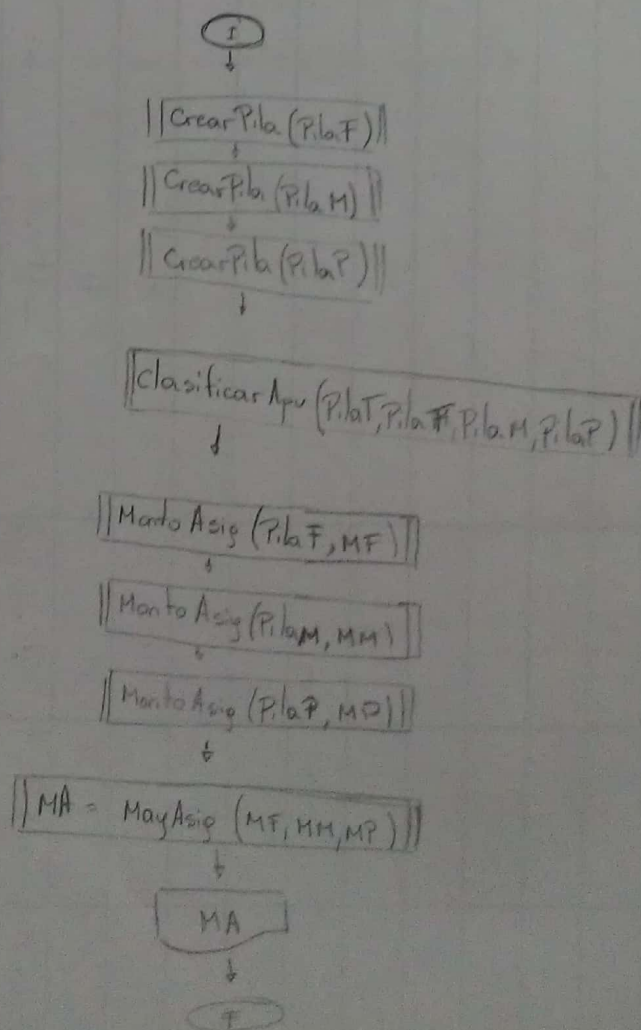 I
CrearPila (PilaF)
CrearPila (PilaM)
CrearPila (PilaP)
ClasificarApu (PilaT, PilaF, PilaM, PilaP)
MontoAsig (PilaF, MF)
MontoAsig (PilaM, MM)
MontoAsig (PilaP, MP)
MA = MayAsig (MF, MM, MP)
MA
F